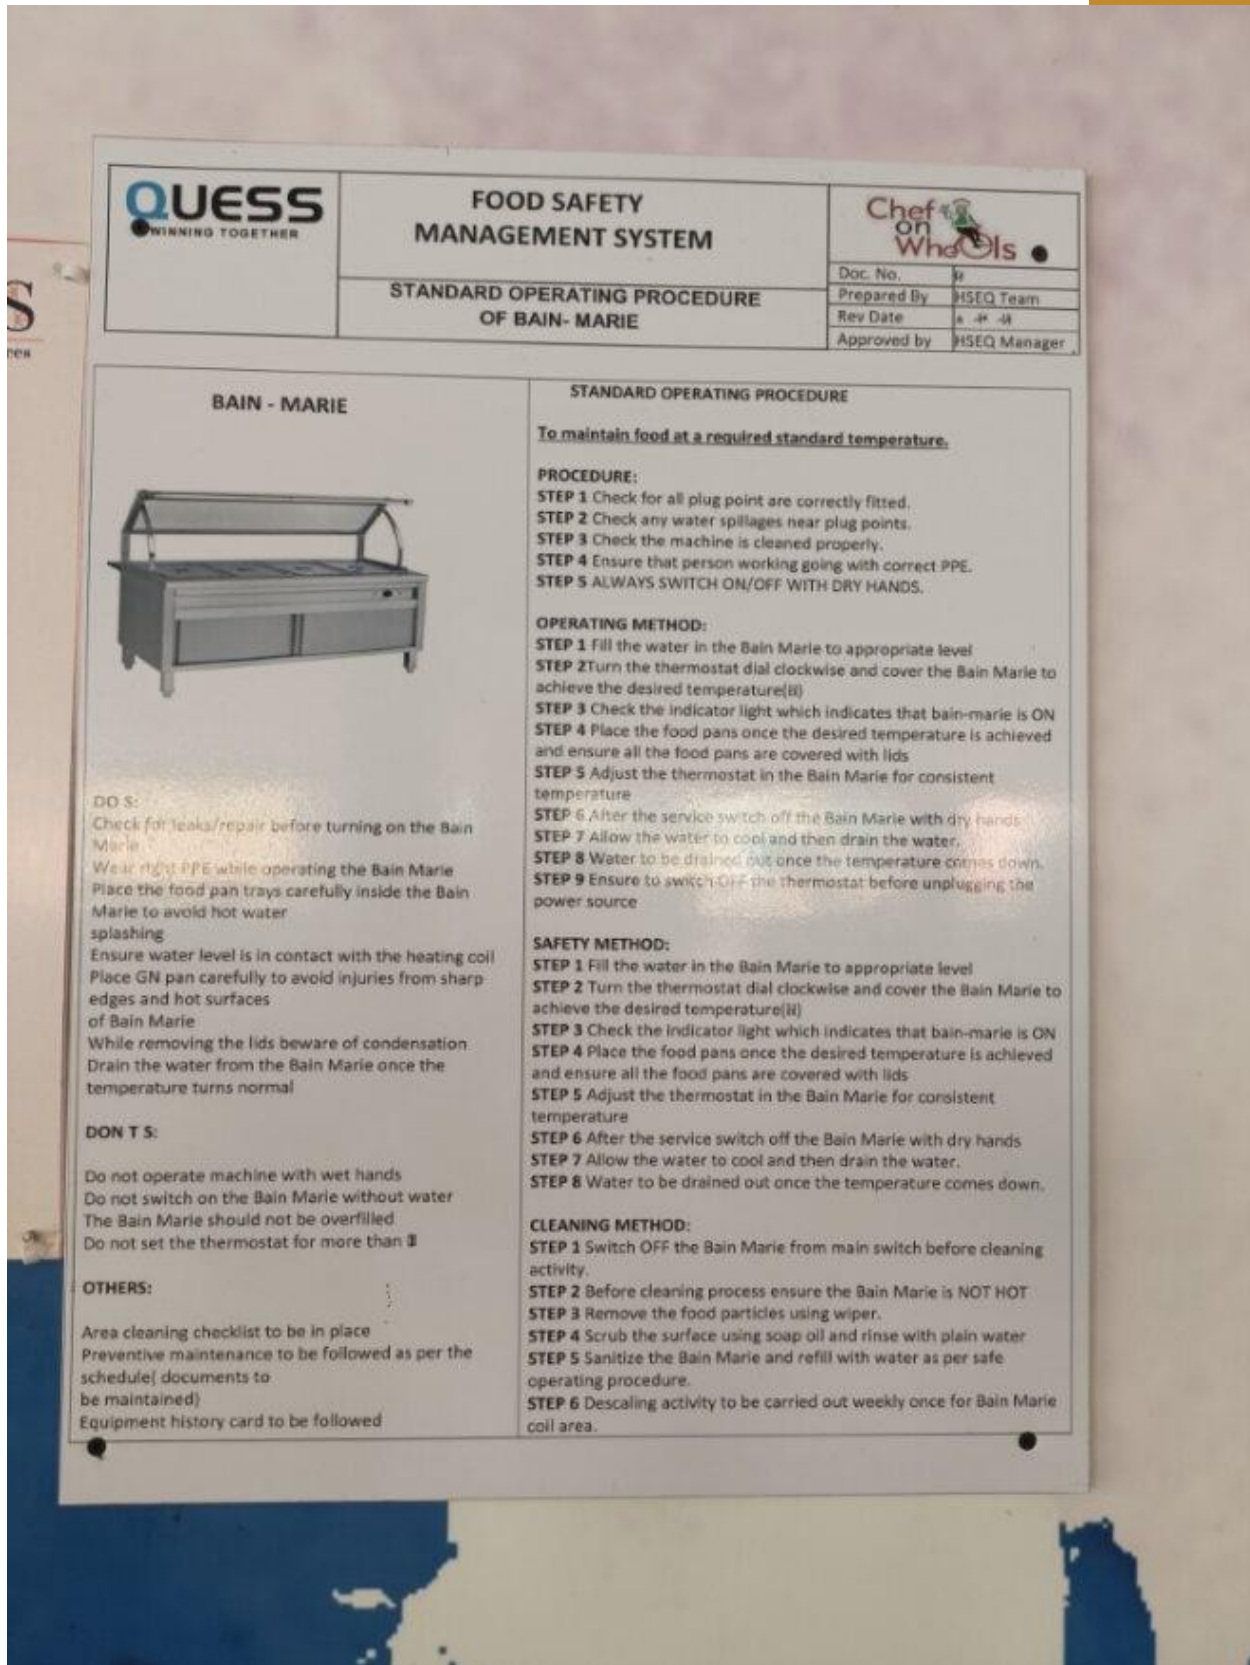 QUESS
WINNING TOGETHER
FOOD SAFETY
MANAGEMENT SYSTEM
STANDARD OPERATING PROCEDURE
OF BAIN- MARIE
Chef
on
Wheels
Doc. No.
Prepared By HSEQ Team
Rev Date
Approved by HSEQ Manager
S
ces
BAIN - MARIE
DO S:
Check for leaks/repair before turning on the Bain
Marie
Wear right PPE while operating the Bain Marie
Place the food pan trays carefully inside the Bain
Marie to avoid hot water
splashing
Ensure water level is in contact with the heating coil
Place GN pan carefully to avoid injuries from sharp
edges and hot surfaces
of Bain Marie
While removing the lids beware of condensation
Drain the water from the Bain Marie once the
temperature turns normal
DON T S:
Do not operate machine with wet hands
Do not switch on the Bain Marie without water
The Bain Marie should not be overfilled
Do not set the thermostat for more than
OTHERS:
Area cleaning checklist to be in place
Preventive maintenance to be followed as per the
schedule( documents to
be maintained)
Equipment history card to be followed
STANDARD OPERATING PROCEDURE
To maintain food at a required standard temperature.
PROCEDURE:
STEP 1 Check for all plug point are correctly fitted.
STEP 2 Check any water spillages near plug points.
STEP 3 Check the machine is cleaned properly.
STEP 4 Ensure that person working going with correct PPE.
STEP 5 ALWAYS SWITCH ON/OFF WITH DRY HANDS.
OPERATING METHOD:
STEP 1 Fill the water in the Bain Marie to appropriate level
STEP 2Turn the thermostat dial clockwise and cover the Bain Marie to
achieve the desired temperature
STEP 3 Check the indicator light which indicates that bain-marie is ON
STEP 4 Place the food pans once the desired temperature is achieved
and ensure all the food pans are covered with lids
STEP 5 Adjust the thermostat in the Bain Marie for consistent
temperature
STEP 6 After the service switch off the Bain Marie with dry hands
STEP 7 Allow the water to cool and then drain the water.
STEP 8 Water to be drained out once the temperature comes down.
STEP 9 Ensure to switch OFF the thermostat before unplugging the
power source
SAFETY METHOD:
STEP 1 Fill the water in the Bain Marie to appropriate level
STEP 2 Turn the thermostat dial clockwise and cover the Bain Marie to
achieve the desired temperature
STEP 3 Check the indicator light which indicates that bain-marie is ON
STEP 4 Place the food pans once the desired temperature is achieved
and ensure all the food pans are covered with lids
STEP 5 Adjust the thermostat in the Bain Marie for consistent
temperature
STEP 6 After the service switch off the Bain Marie with dry hands
STEP 7 Allow the water to cool and then drain the water.
STEP 8 Water to be drained out once the temperature comes down.
CLEANING METHOD:
STEP 1 Switch OFF the Bain Marie from main switch before cleaning
activity.
STEP 2 Before cleaning process ensure the Bain Marie is NOT HOT
STEP 3 Remove the food particles using wiper.
STEP 4 Scrub the surface using soap oil and rinse with plain water
STEP 5 Sanitize the Bain Marie and refill with water as per safe
operating procedure.
STEP 6 Descaling activity to be carried out weekly once for Bain Marie
coil area.